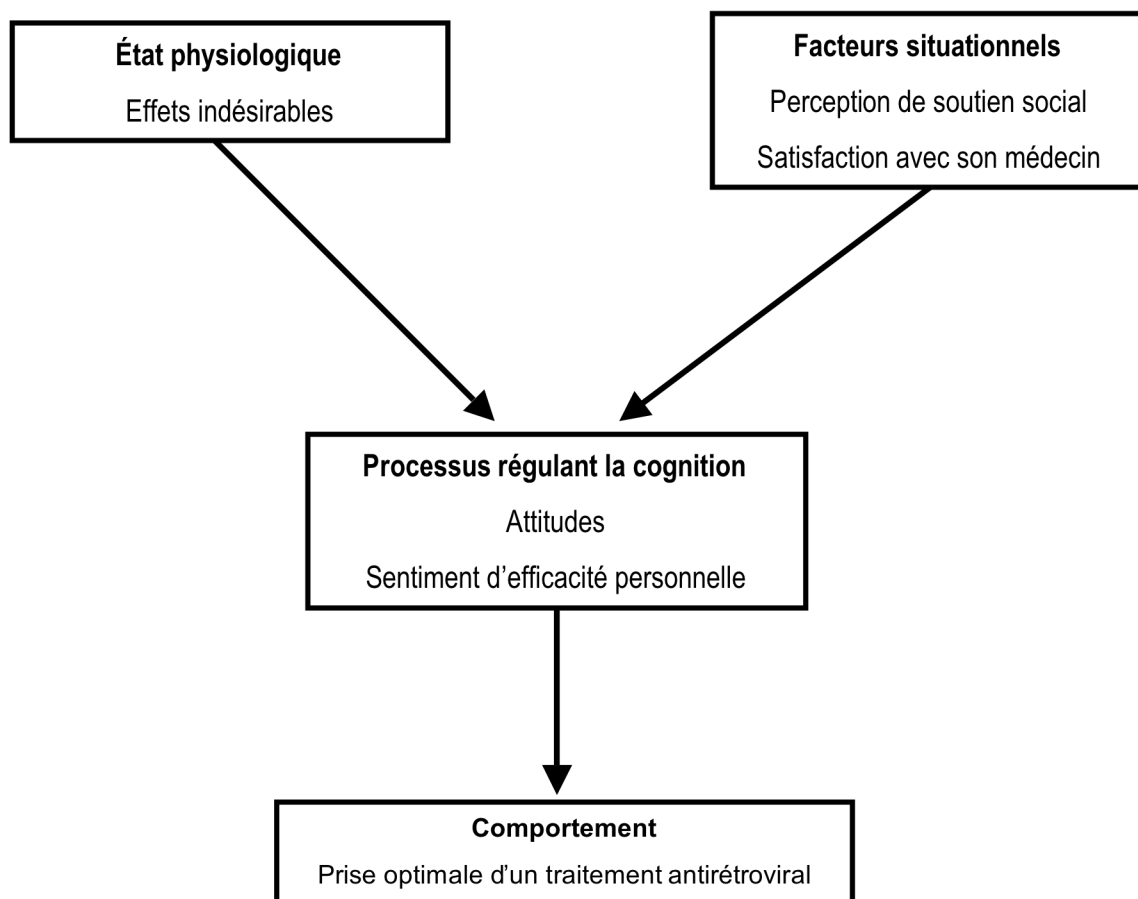 État physiologique
Effets indésirables
Facteurs situationnels
Perception de soutien social
Satisfaction avec son médecin
Processus régulant la cognition
Attitudes
Sentiment d’efficacité personnelle
Comportement
Prise optimale d'un traitement antirétroviral